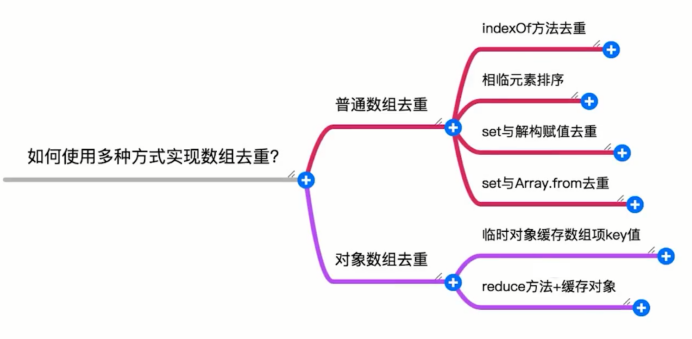 如何使用多种方式实现数组去重?
普通数组去重
indexOf方法去重
相临元素排序
set与解构赋值去重
set与Array.from去重
对象数组去重
临时对象缓存数组项key值
reduce方法+缓存对象